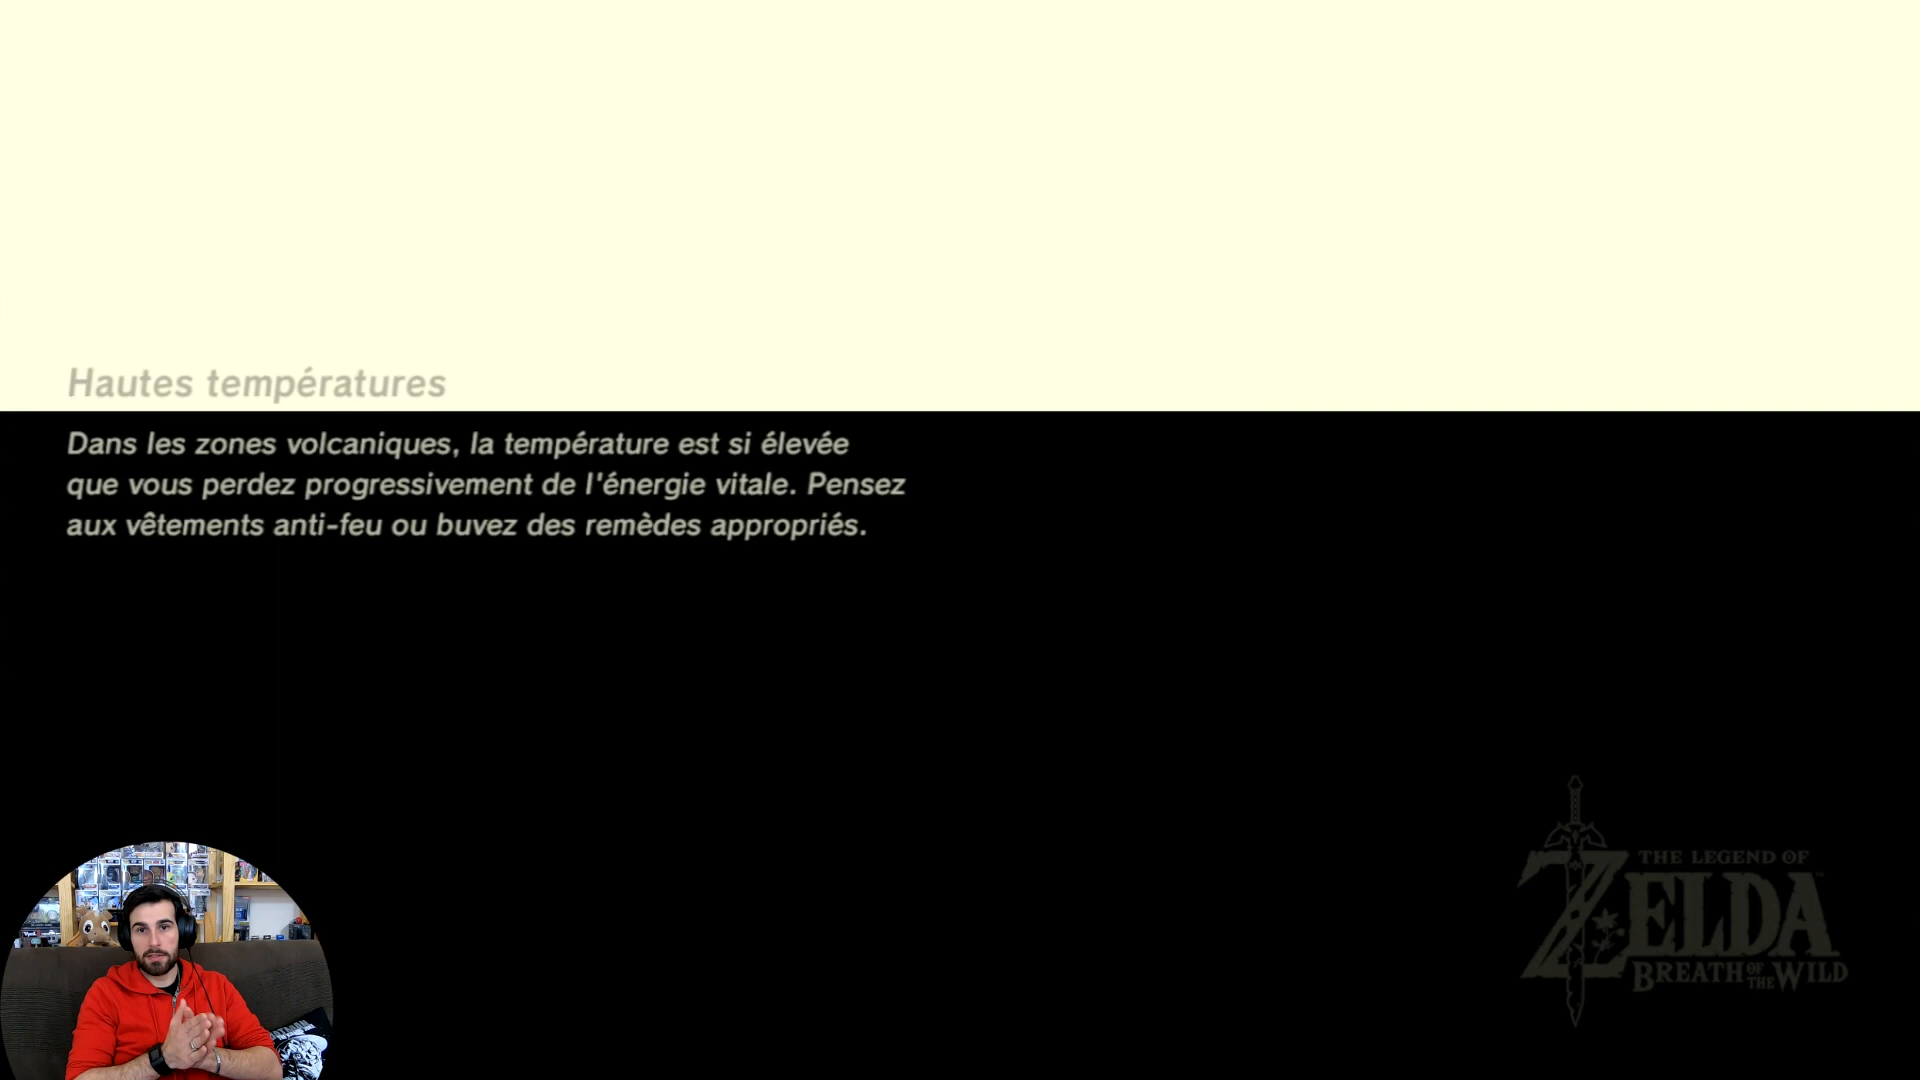 Hautes températures
Dans les zones volcaniques, la température est si élevée
que vous perdez progressivement de l'énergie vitale. Pensez
aux vêtements anti-feu ou buvez des remèdes appropriés.
THE LEGEND OF
ZELDA
BREATH OF THE WILD